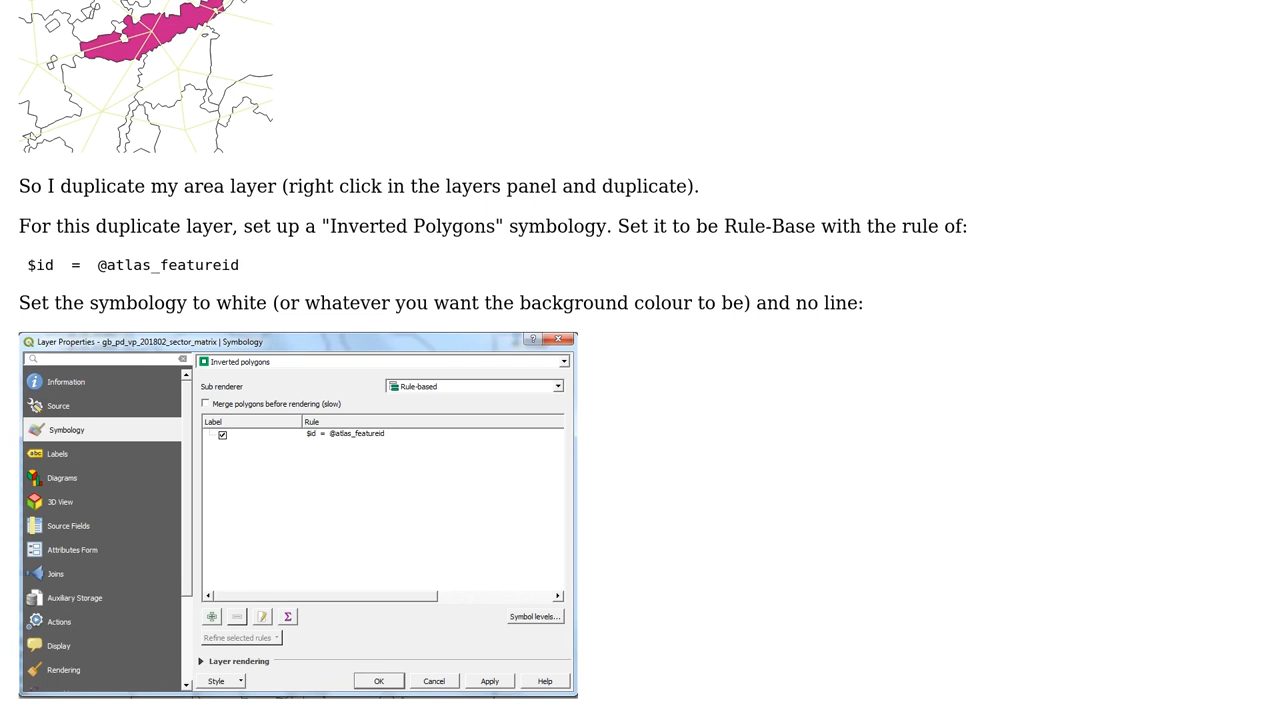 So I duplicate my area layer (right click in the layers panel and duplicate).
For this duplicate layer, set up a "Inverted Polygons" symbology. Set it to be Rule-Base with the rule of:
$id = @atlas_featureid
Set the symbology to white (or whatever you want the background colour to be) and no line:
Layer Properties - gb_pd_vp_201802_sector_matrix | Symbology
Inverted polygons
Information
Sub renderer
Rule-based
Source
Merge polygons before rendering (slow)
Label
Rule
Symbology
$id = @atlas_featureid
abc
Labels
Diagrams
3D View
Source Fields
Attributes Form
Joins
Auxiliary Storage
Actions
Symbol levels...
Display
Refine selected rules
Rendering
Layer rendering
Style
OK
Cancel
Apply
Help